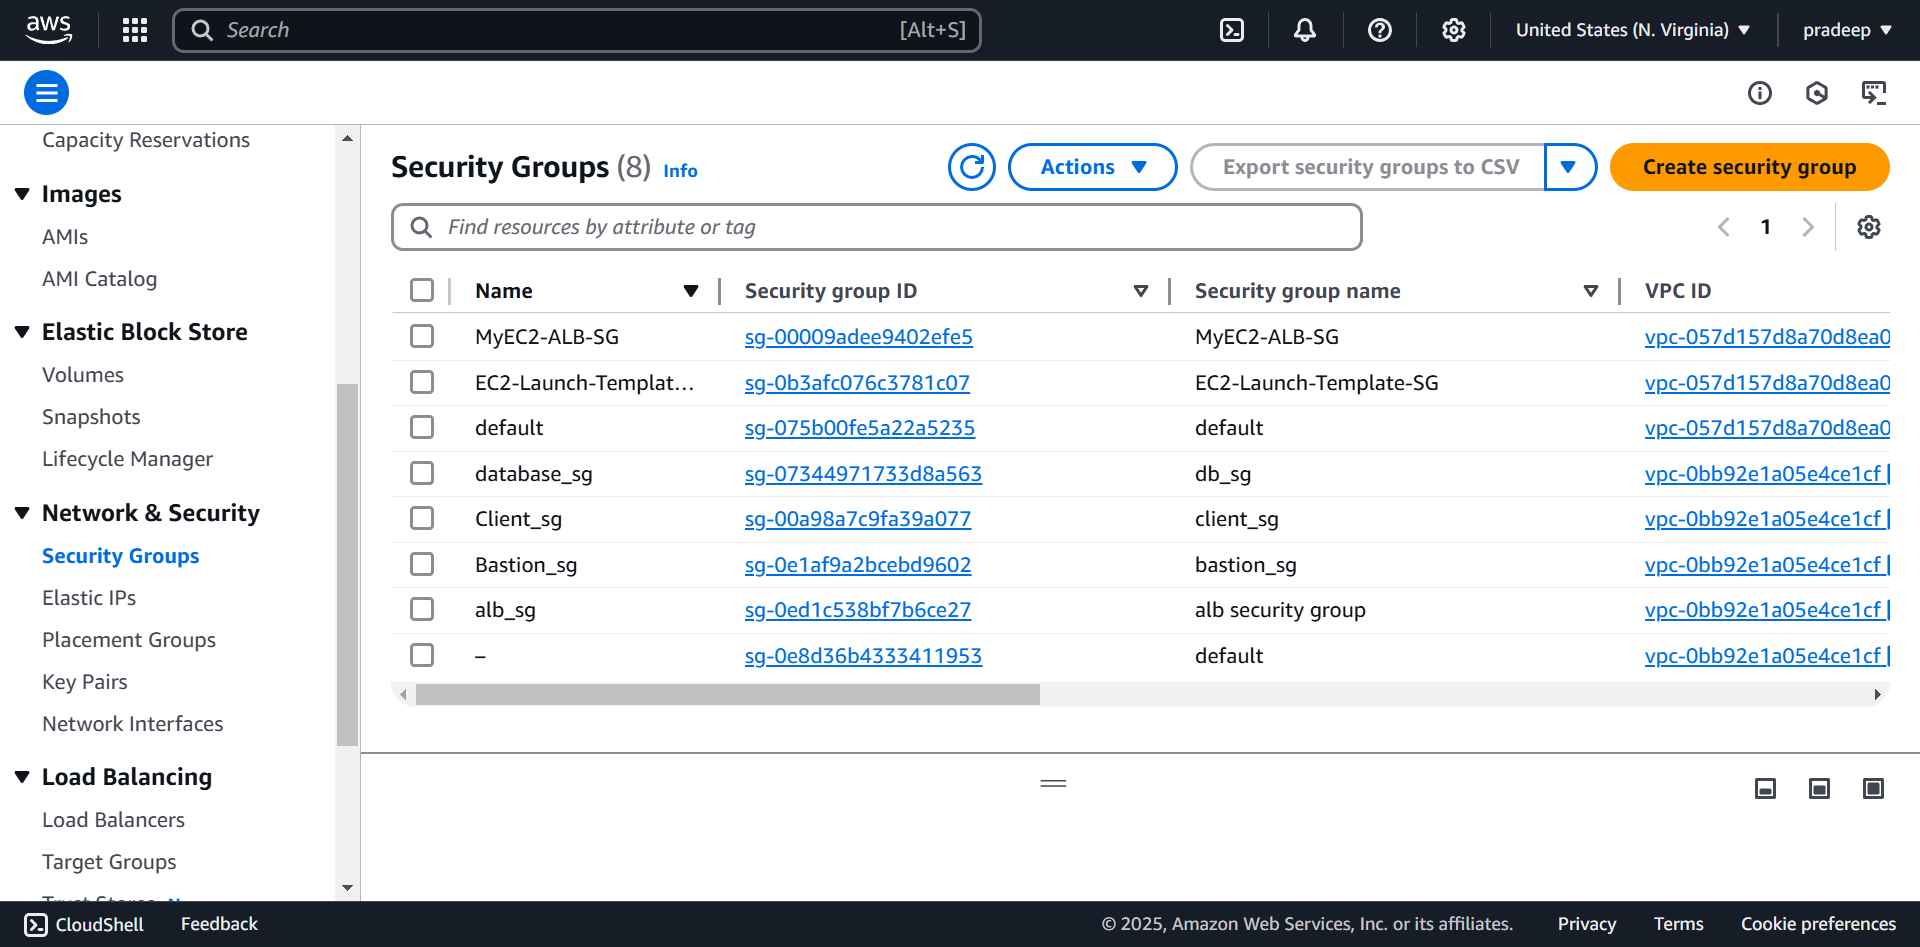 aws
Search [Alt+S]
United States (N. Virginia)
pradeep
Capacity Reservations
Images
AMIs
AMI Catalog
Elastic Block Store
Volumes
Snapshots
Lifecycle Manager
Network & Security
Security Groups
Elastic IPs
Placement Groups
Key Pairs
Network Interfaces
Load Balancing
Load Balancers
Target Groups
Security Groups (8) Info
Actions
Export security groups to CSV
Create security group
Find resources by attribute or tag
1
Name Security group ID Security group name VPC ID
MyEC2-ALB-SG sg-00009adee9402efe5 MyEC2-ALB-SG vpc-057d157d8a70d8ea0
EC2-Launch-Templat... sg-0b3afc076c3781c07 EC2-Launch-Template-SG vpc-057d157d8a70d8ea0
default sg-075b00fe5a22a5235 default vpc-057d157d8a70d8ea0
database_sg sg-07344971733d8a563 db_sg vpc-0bb92e1a05e4ce1cf
Client_sg sg-00a98a7c9fa39a077 client_sg vpc-0bb92e1a05e4ce1cf
Bastion_sg sg-0e1af9a2bcebd9602 bastion_sg vpc-0bb92e1a05e4ce1cf
alb_sg sg-0ed1c538bf7b6ce27 alb security group vpc-0bb92e1a05e4ce1cf
– sg-0e8d36b4333411953 default vpc-0bb92e1a05e4ce1cf
CloudShell Feedback
© 2025, Amazon Web Services, Inc. or its affiliates. Privacy Terms Cookie preferences